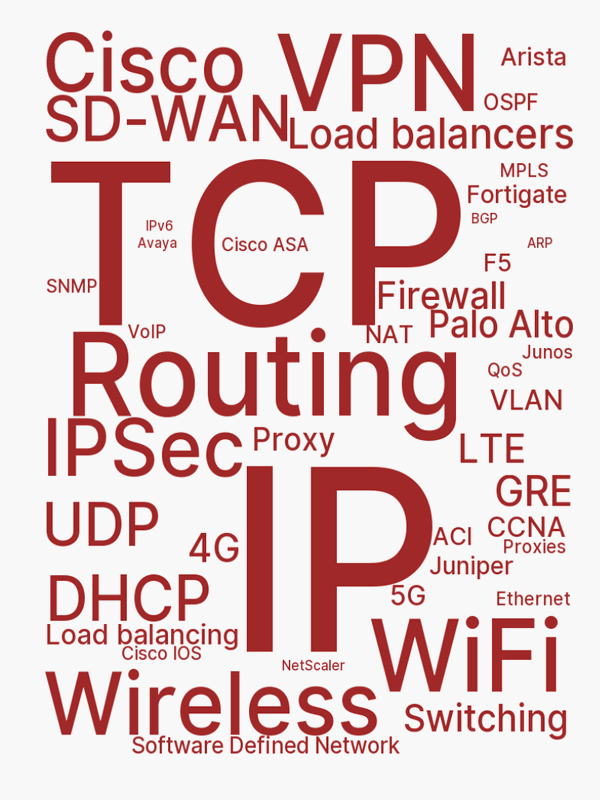 Cisco
VPN
Arista
SD-WAN
OSPF
Load balancers
TCP
MPLS
Fortigate
BGP
IPv6
Avaya
Cisco ASA
ARP
F5
SNMP
Firewall
Palo Alto
VoIP
NAT
Routing
Junos
QoS
VLAN
IPSec
Proxy
LTE
IP
GRE
UDP
4G
ACI
CCNA
Proxies
Juniper
DHCP
5G
Ethernet
Load balancing
WiFi
Cisco IOS
NetScaler
Wireless
Switching
Software Defined Network